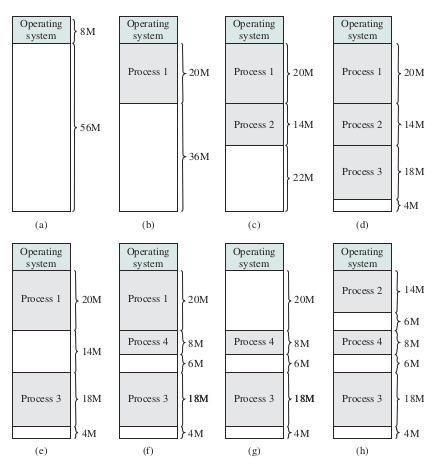 Operating
system
8M
56M
(a)
Operating
system
Process 1
20M
36M
(b)
Operating
system
Process 1
20M
Process 2
14M
22M
(c)
Operating
system
Process 1
20M
Process 2
14M
Process 3
18M
4M
(d)
Operating
system
Process 1
20M
14M
Process 3
18M
4M
(e)
Operating
system
Process 1
20M
Process 4
8M
6M
Process 3
18M
4M
(f)
Operating
system
20M
Process 4
8M
6M
Process 3
18M
4M
(g)
Operating
system
Process 2
14M
6M
Process 4
8M
6M
Process 3
18M
4M
(h)